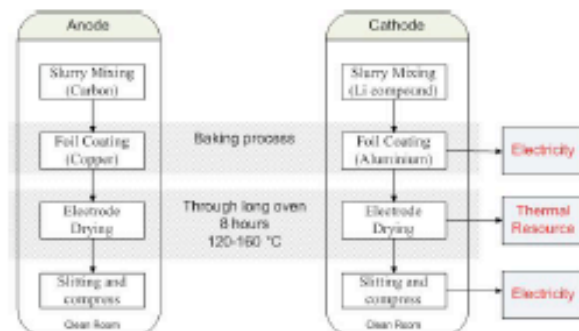 Anode
Cathode
Slurry Mixing
(Carbon)
Slurry Mixing
(Li compound)
Foil Coating
(Copper)
Baking process
Foil Coating
(Aluminium)
Electricity
Electrode
Drying
Through long oven
8 hours
120-160 °C
Electrode
Drying
Thermal
Resource
Slitting and
compress
Slitting and
compress
Electricity
Clean Room
Clean Room